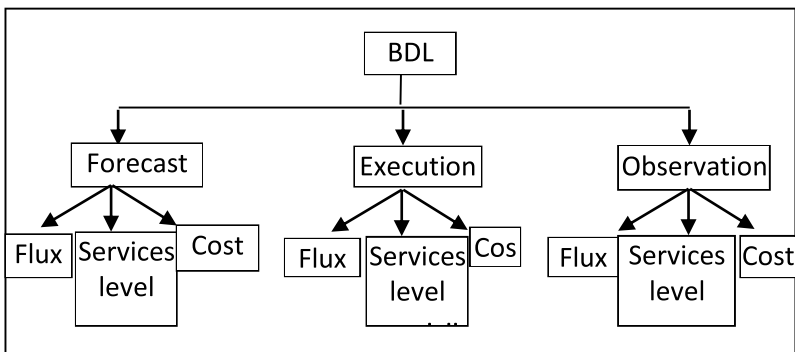 BDL
Forecast
Execution
Observation
Flux
Services
level
Cost
Flux
Services
level
Cos
Flux
Services
level
Cost